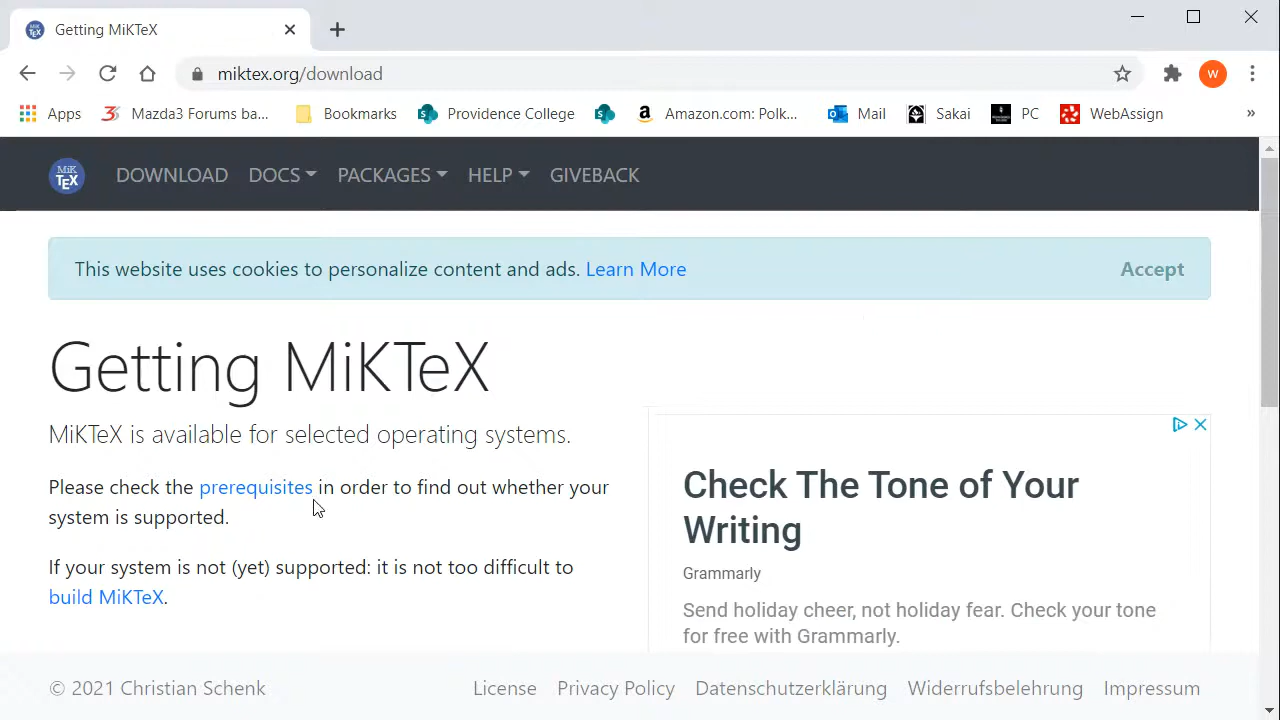 Getting MiKTeX
miktex.org/download
W
Apps
Mazda3 Forums ba...
Bookmarks
Providence College
Amazon.com: Polk...
Mail
Sakai
PC
WebAssign
»
MiK
TEX
DOWNLOAD DOCS PACKAGES HELP GIVEBACK
This website uses cookies to personalize content and ads. Learn More
Accept
Getting MiKTeX
MiKTeX is available for selected operating systems.
Please check the prerequisites in order to find out whether your
system is supported.
If your system is not (yet) supported: it is not too difficult to
build MiKTeX.
Check The Tone of Your
Writing
Grammarly
Send holiday cheer, not holiday fear. Check your tone
for free with Grammarly.
© 2021 Christian Schenk
License Privacy Policy Datenschutzerklärung Widerrufsbelehrung Impressum